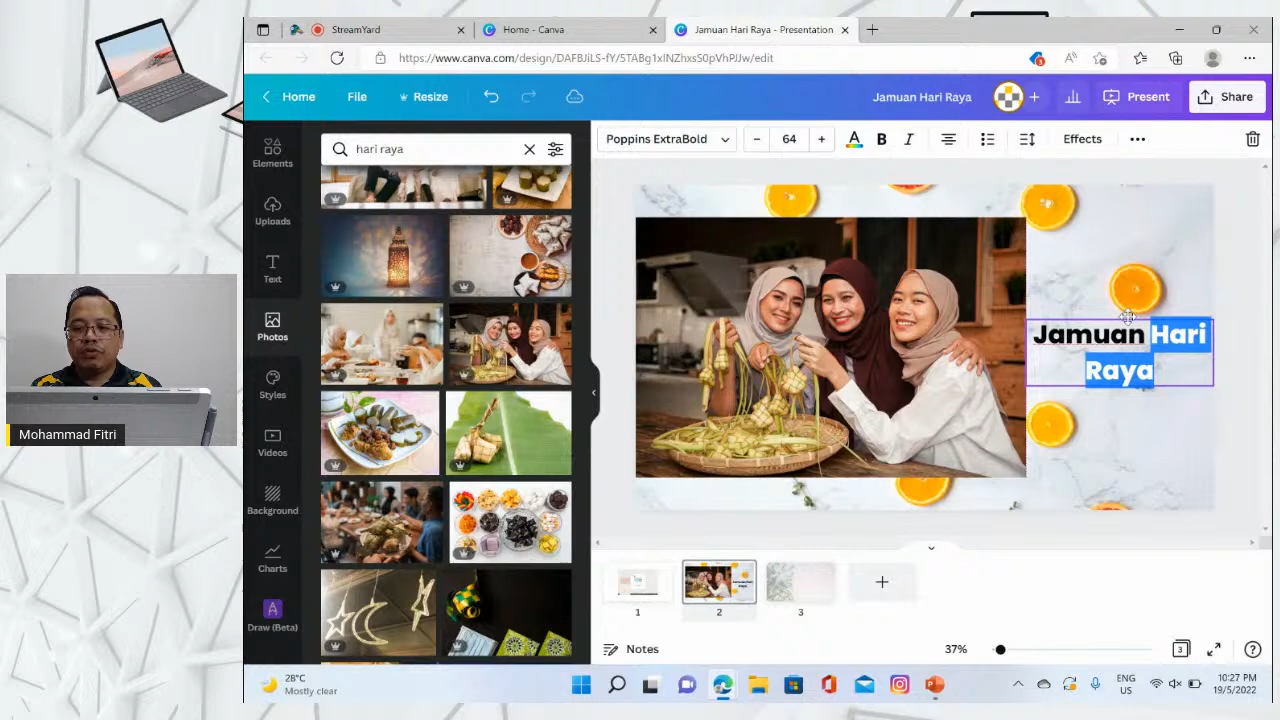 StreamYard
Home - Canva
Jamuan Hari Raya - Presentation
https://www.canva.com/design/DAFBJiLS-fY/5TABg1xINZhxsS0pVhPJJw/edit
Home
File
Resize
Jamuan Hari Raya
Present
Share
Elements
Uploads
Text
Photos
Styles
Videos
Background
Charts
Draw (Beta)
hari raya
Poppins ExtraBold
64
A
B
I
Effects
Jamuan Hari
Raya
1
2
3
Notes
37%
3
Mohammad Fitri
28°C
Mostly clear
ENG
US
10:27 PM
19/5/2022